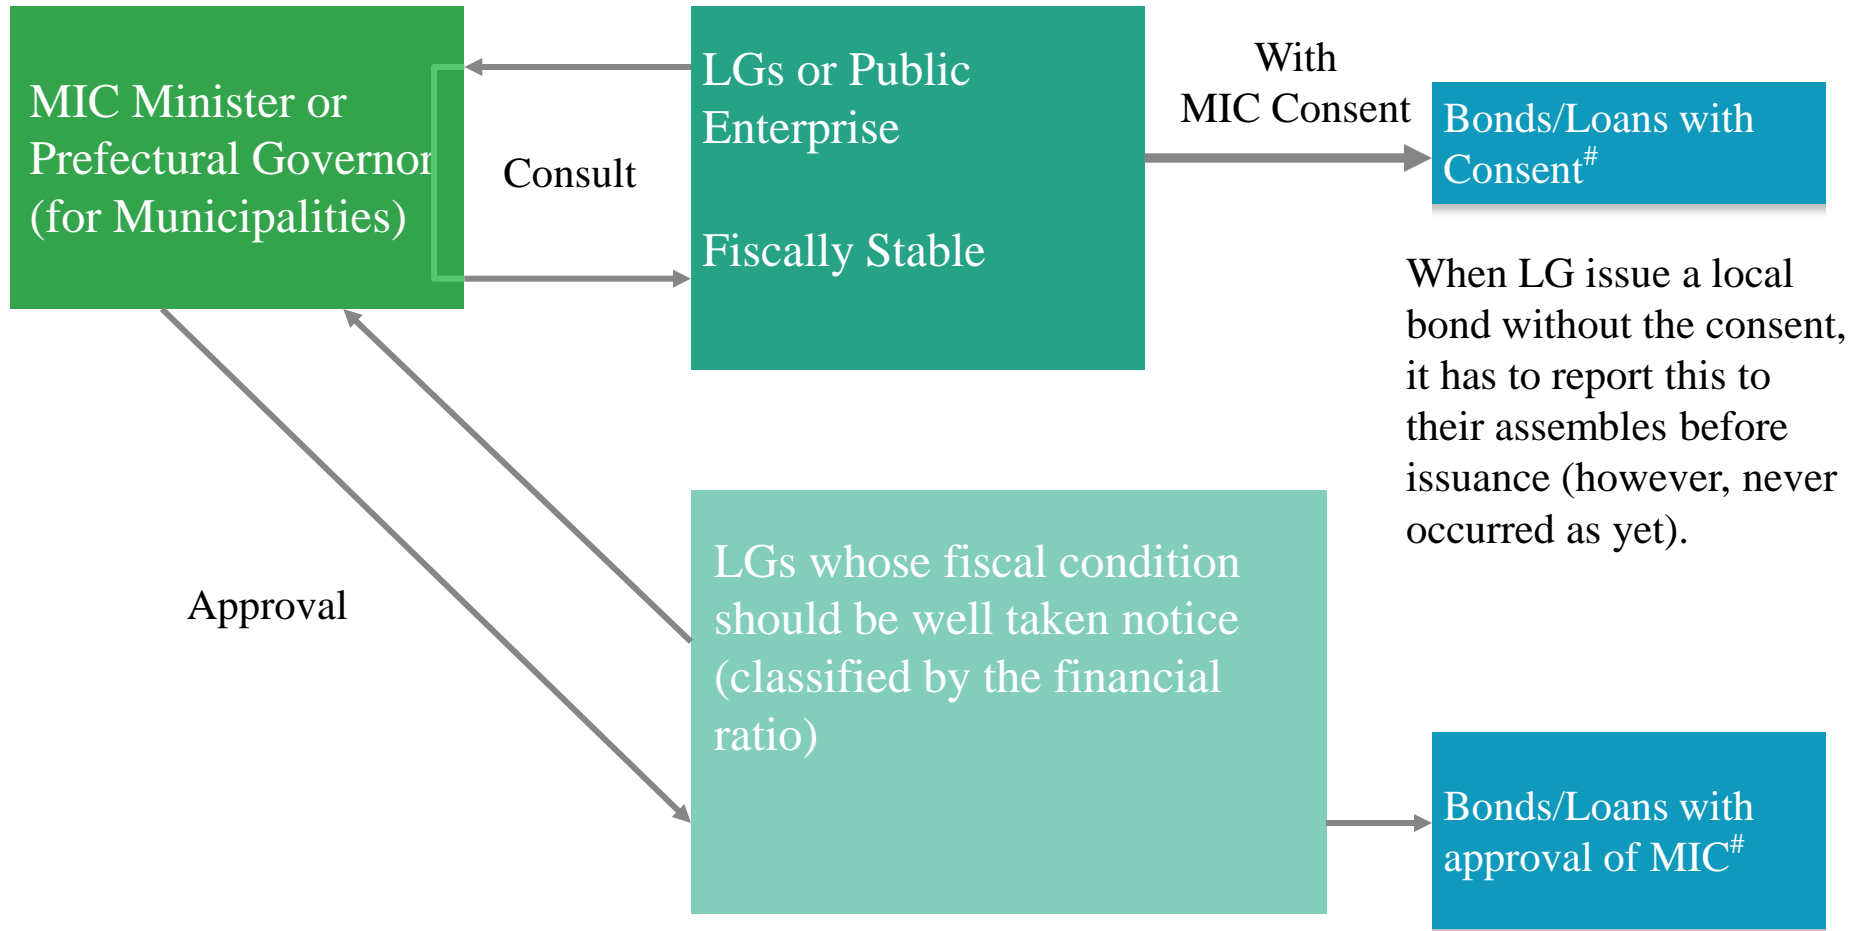 MIC Minister or
Prefectural Governor
(for Municipalities)
Consult
LGs or Public
Enterprise
Fiscally Stable
With
MIC Consent
Bonds/Loans with
Consent#
When LG issue a local
bond without the consent,
it has to report this to
their assembles before
issuance (however, never
occurred as yet).
Approval
LGs whose fiscal condition
should be well taken notice
(classified by the financial
ratio)
Bonds/Loans with
approval of MIC#